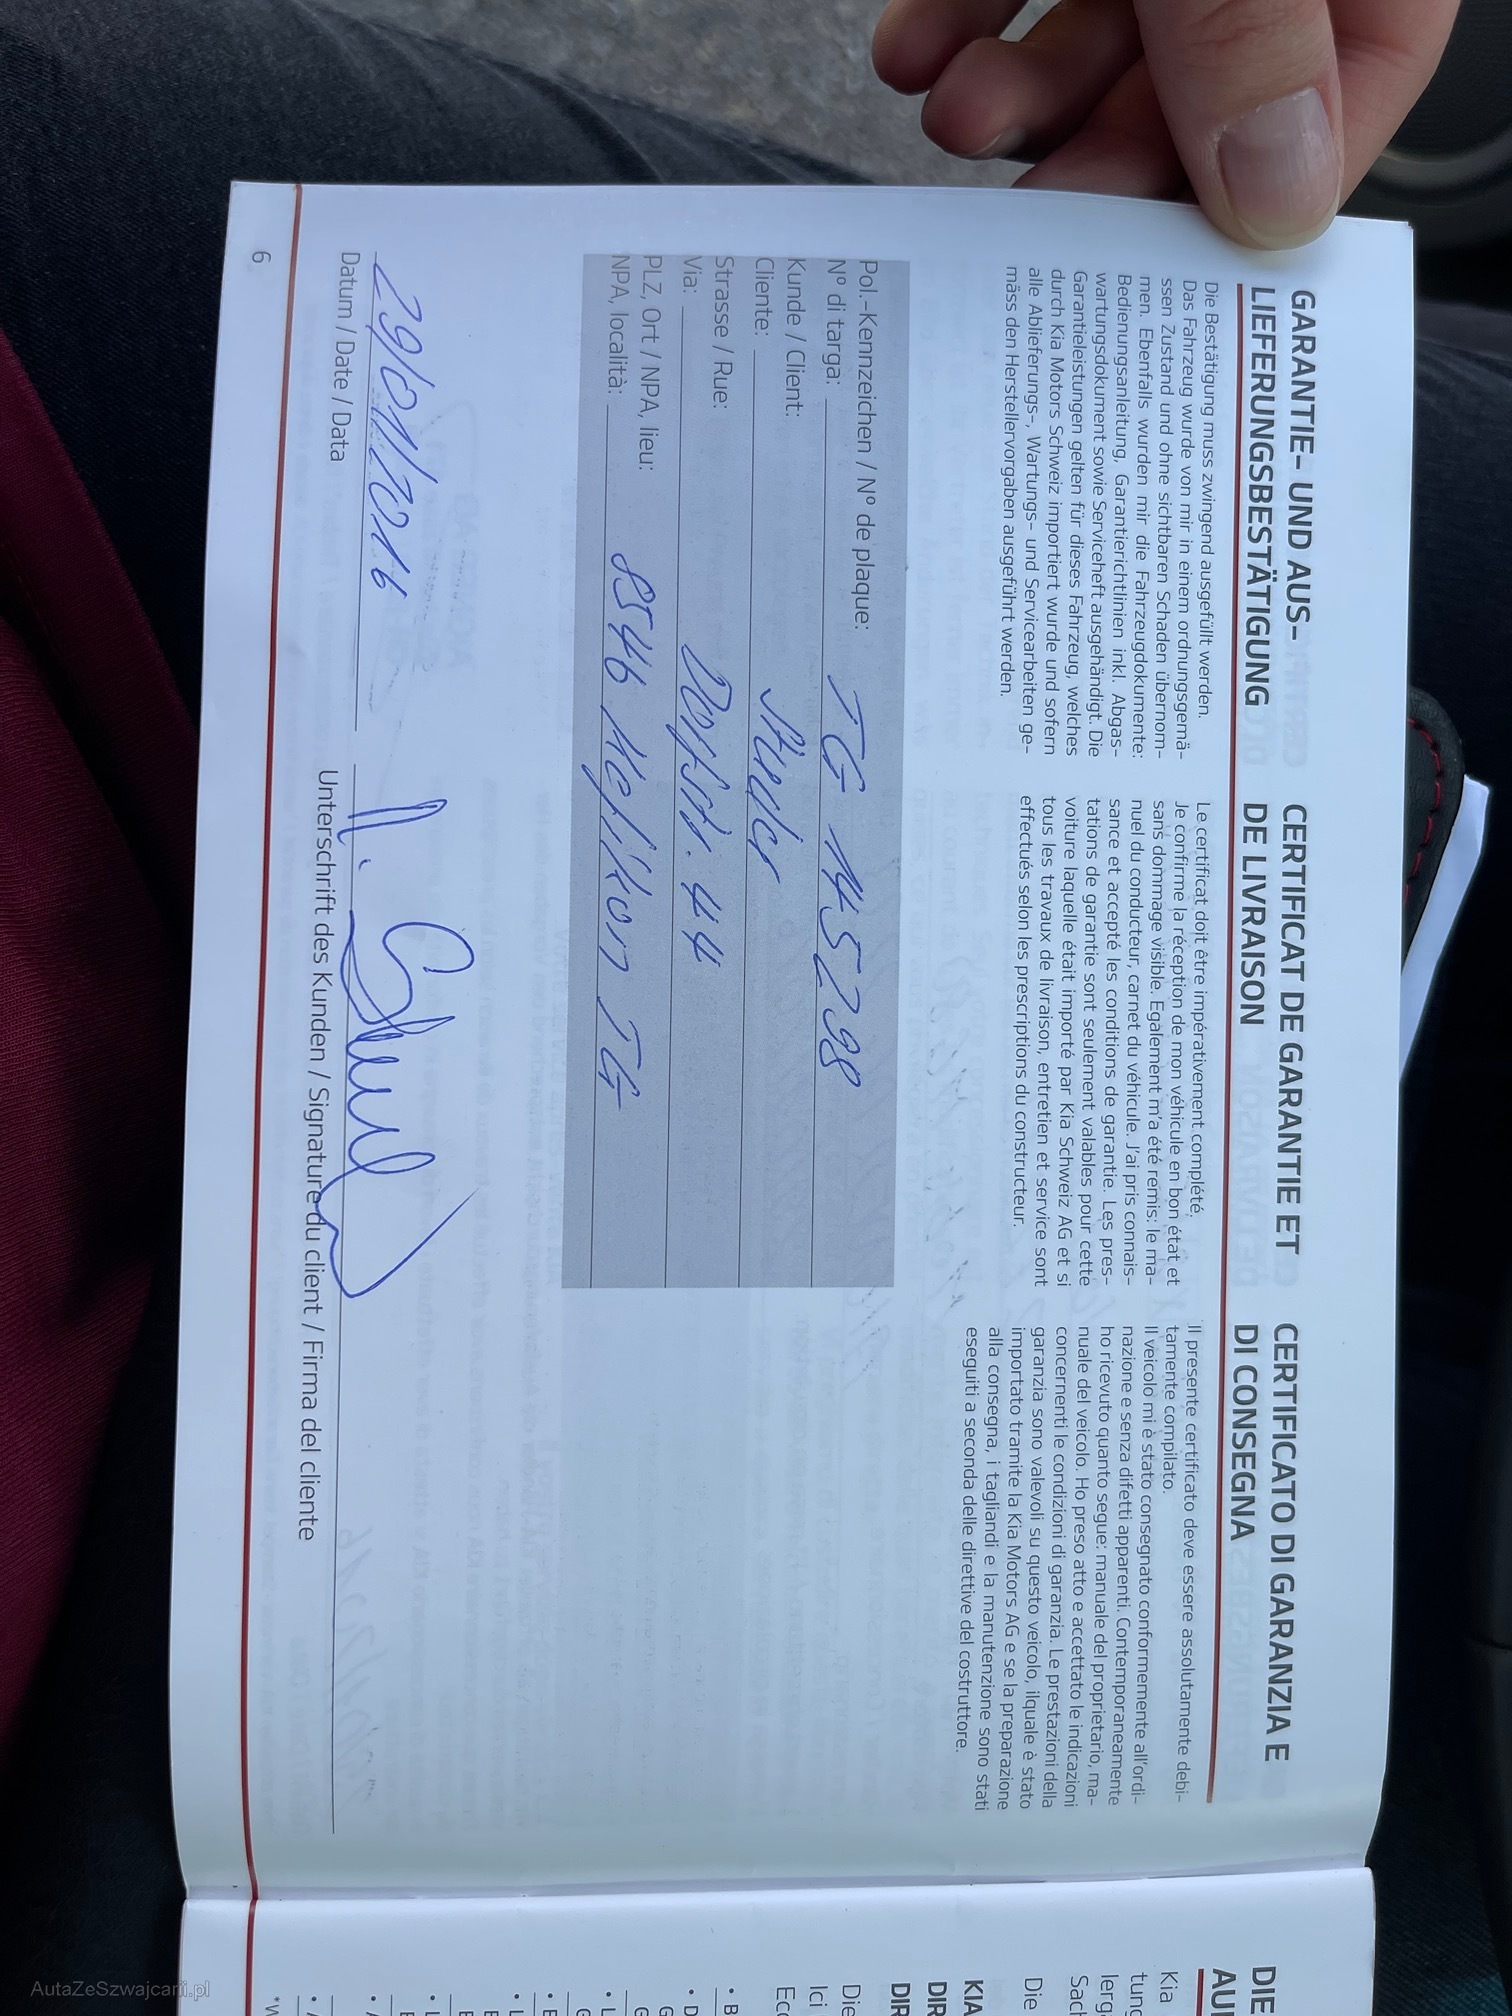 GARANTIE- UND AUS-
LIEFERUNGSBESTÄTIGUNG
Die Bestätigung muss zwingend ausgefüllt werden.
Das Fahrzeug wurde von mir in einem ordnungsgemä-
ssen Zustand und ohne sichtbaren Schaden übernom-
men. Ebenfalls wurden mir die Fahrzeugdokumente:
Bedienungsanleitung, Garantierichtlinien inkl. Abgas-
wartungsdokument sowie Serviceheft ausgehändigt. Die
Garantieleistungen gelten für dieses Fahrzeug, welches
durch Kia Motors Schweiz importiert wurde und sofern
alle Ablieferungs-, Wartungs- und Servicearbeiten ge-
mäss den Herstellervorgaben ausgeführt werden.
CERTIFICAT DE GARANTIE ET
DE LIVRAISON
Le certificat doit être impérativement complété.
Je confirme la réception de mon véhicule en bon état et
sans dommage visible. Egalement m'a été remis: le ma-
nuel du conducteur, carnet du véhicule. J'ai pris connais-
sance et accepté les conditions de garantie. Les pres-
tations de garantie sont seulement valables pour cette
voiture laquelle était importé par Kia Schweiz AG et si
tous les travaux de livraison, entretien et service sont
effectués selon les prescriptions du constructeur.
CERTIFICATO DI GARANZIA E
DI CONSEGNA
Il presente certificato deve essere assolutamente debi-
tamente compilato.
Il veicolo mi è stato consegnato conformemente all'ordi-
nazione e senza difetti apparenti. Contemporaneamente
ho ricevuto quanto segue: manuale del proprietario, ma-
nuale del veicolo. Ho preso atto e accettato le indicazioni
concernenti le condizioni di garanzia. Le prestazioni della
garanzia sono valevoli su questo veicolo, ilquale è stato
importato tramite la Kia Motors AG e se la preparazione
alla consegna, i tagliandi e la manutenzione sono stati
eseguiti a seconda delle direttive del costruttore.
Pol.-Kennzeichen / N° de plaque:
N° di targa: TG 145298
Kunde / Client:
Cliente: Studer
Strasse / Rue:
Via: Dorfstr. 44
PLZ, Ort / NPA, lieu:
NPA, località: 8546 Kefikon TG
29/01/2016
Datum / Date / Data
Unterschrift des Kunden / Signature du client / Firma del cliente
6
DIE
KIA
DIR
DIR
Die
AutaZeSzwajcarii.pl